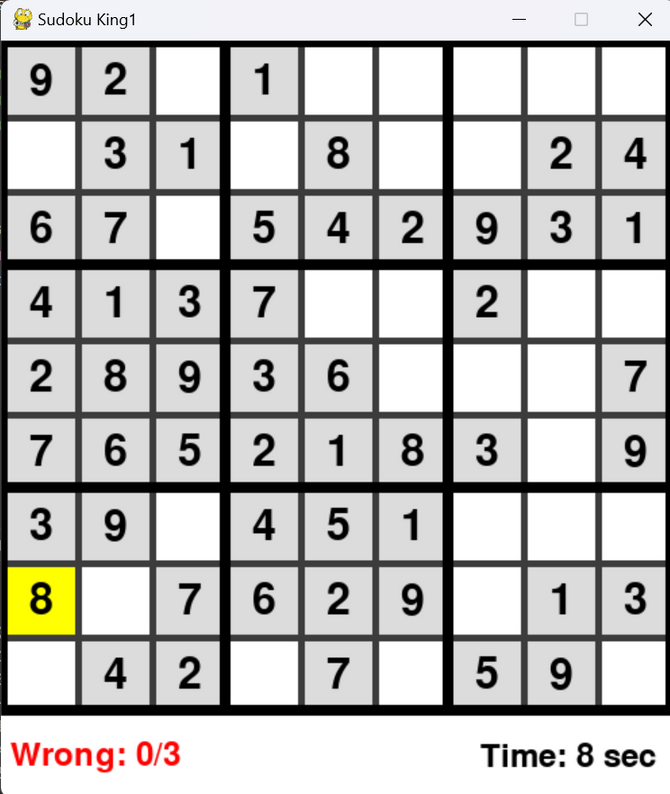 Sudoku King1
9 2 1
3 1 8 2 4
6 7 5 4 2 9 3 1
4 1 3 7 2
2 8 9 3 6 7
7 6 5 2 1 8 3 9
3 9 4 5 1
8 7 6 2 9 1 3
4 2 7 5 9
Wrong: 0/3 Time: 8 sec